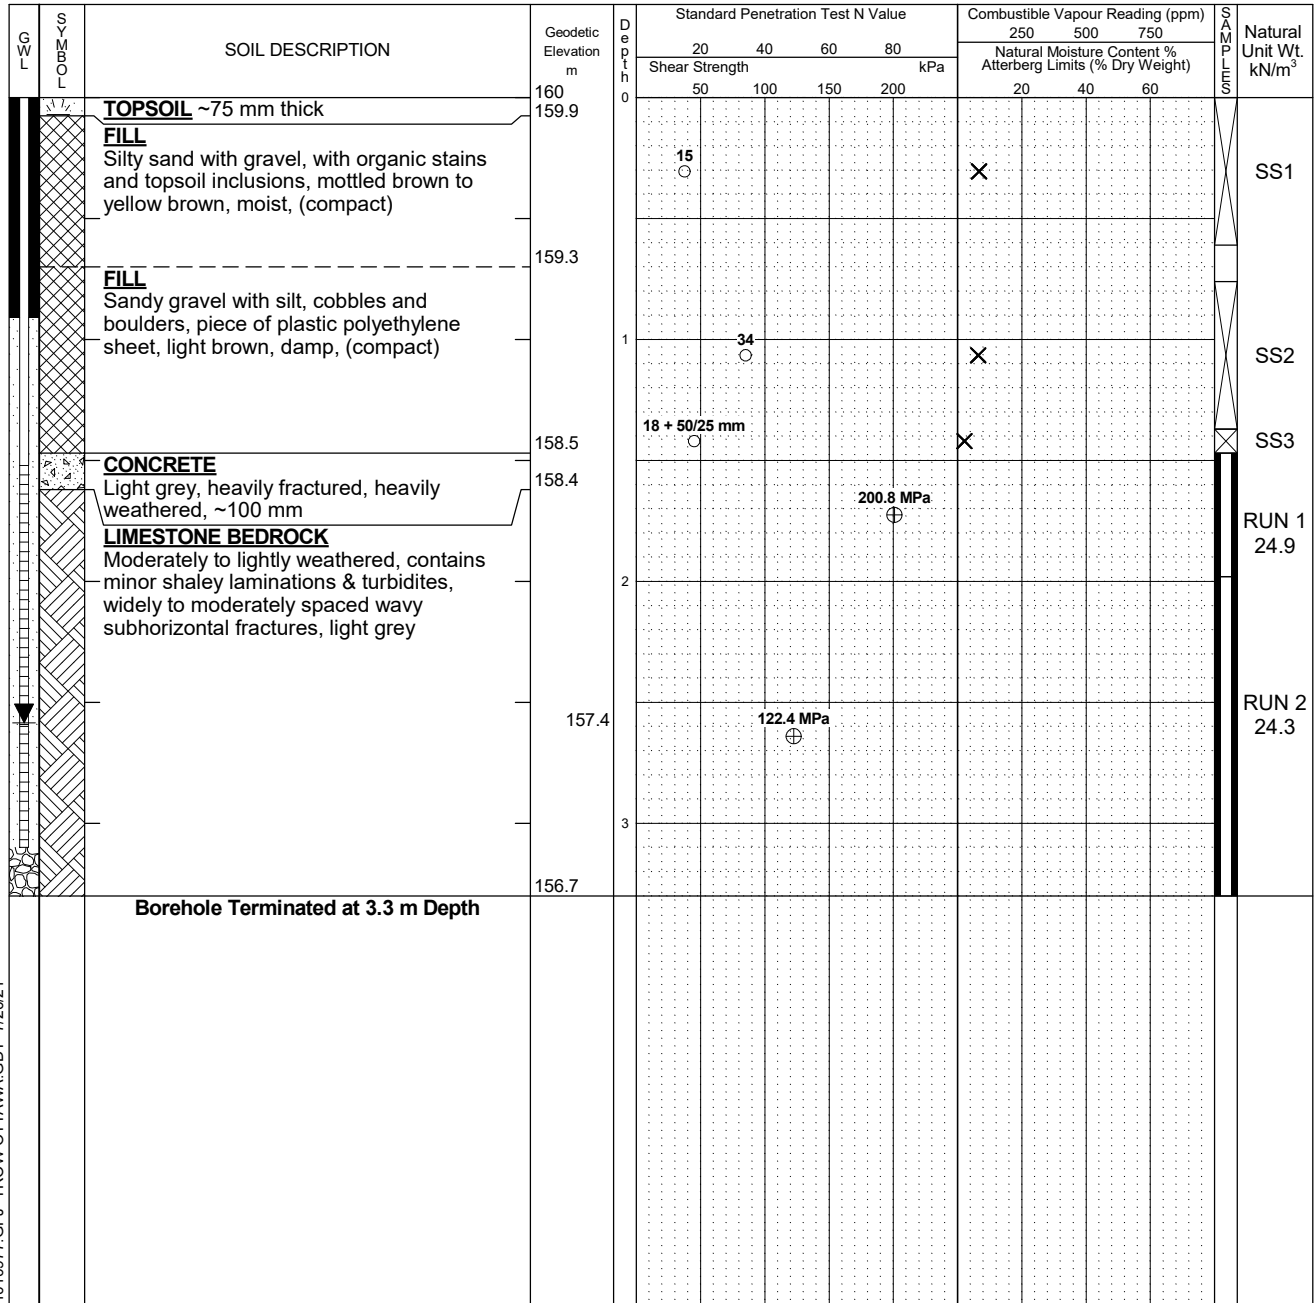 GWL
SYMBOL
SOIL DESCRIPTION
Geodetic
Elevation
m
Depth
Standard Penetration Test N Value
20 40 60 80
Shear Strength kPa
50 100 150 200
Combustible Vapour Reading (ppm)
250 500 750
Natural Moisture Content %
Atterberg Limits (% Dry Weight)
20 40 60
SAMPLES
Natural
Unit Wt.
kN/m³
160
0
TOPSOIL ~75 mm thick
159.9
FILL
Silty sand with gravel, with organic stains
and topsoil inclusions, mottled brown to
yellow brown, moist, (compact)
15
SS1
159.3
FILL
Sandy gravel with silt, cobbles and
boulders, piece of plastic polyethylene
sheet, light brown, damp, (compact)
1
34
SS2
18 + 50/25 mm
SS3
158.5
CONCRETE
Light grey, heavily fractured, heavily
weathered, ~100 mm
158.4
200.8 MPa
RUN 1
24.9
LIMESTONE BEDROCK
Moderately to lightly weathered, contains
minor shaley laminations & turbidites,
widely to moderately spaced wavy
subhorizontal fractures, light grey
2
157.4
122.4 MPa
RUN 2
24.3
3
156.7
Borehole Terminated at 3.3 m Depth